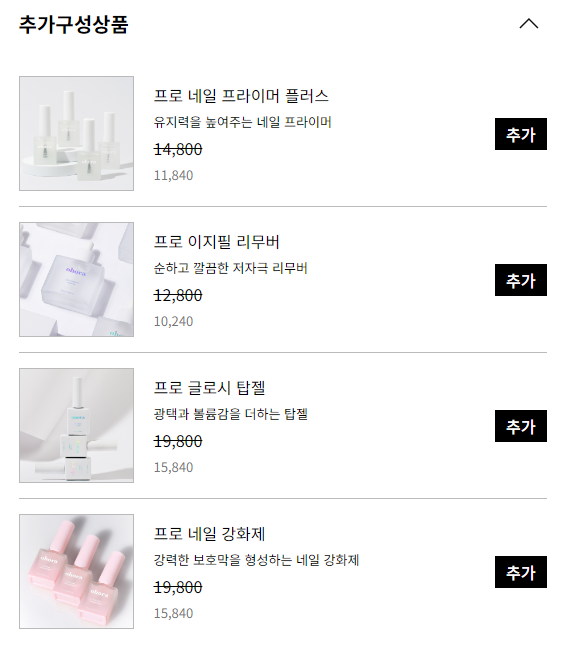 추가구성상품
프로 네일 프라이머 플러스
유지력을 높여주는 네일 프라이머
14,800
11,840
추가
프로 이지필 리무버
순하고 깔끔한 저자극 리무버
12,800
10,240
추가
ohora
프로 글로시 탑젤
광택과 볼륨감을 더하는 탑젤
19,800
15,840
추가
프로 네일 강화제
강력한 보호막을 형성하는 네일 강화제
19,800
15,840
추가
ohora